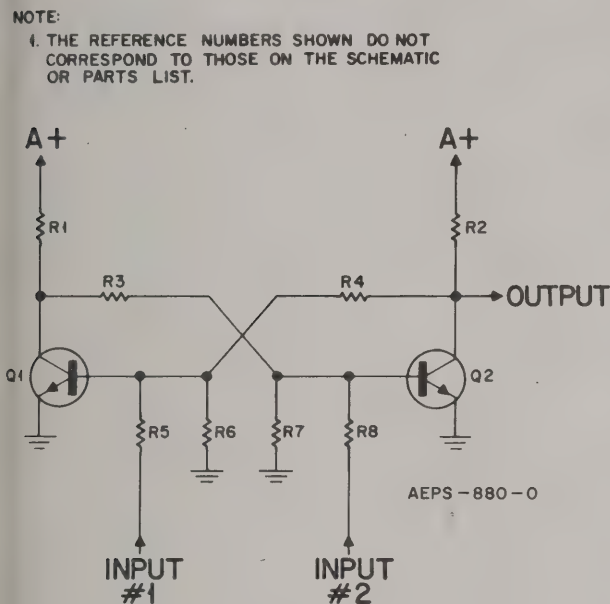 NOTE:
1. THE REFERENCE NUMBERS SHOWN DO NOT
CORRESPOND TO THOSE ON THE SCHEMATIC
OR PARTS LIST.
A+ A+
R1 R2
R3 R4
OUTPUT
Q1 Q2
R5 R6 R7 R8
AEPS-880-0
INPUT INPUT
#1 #2